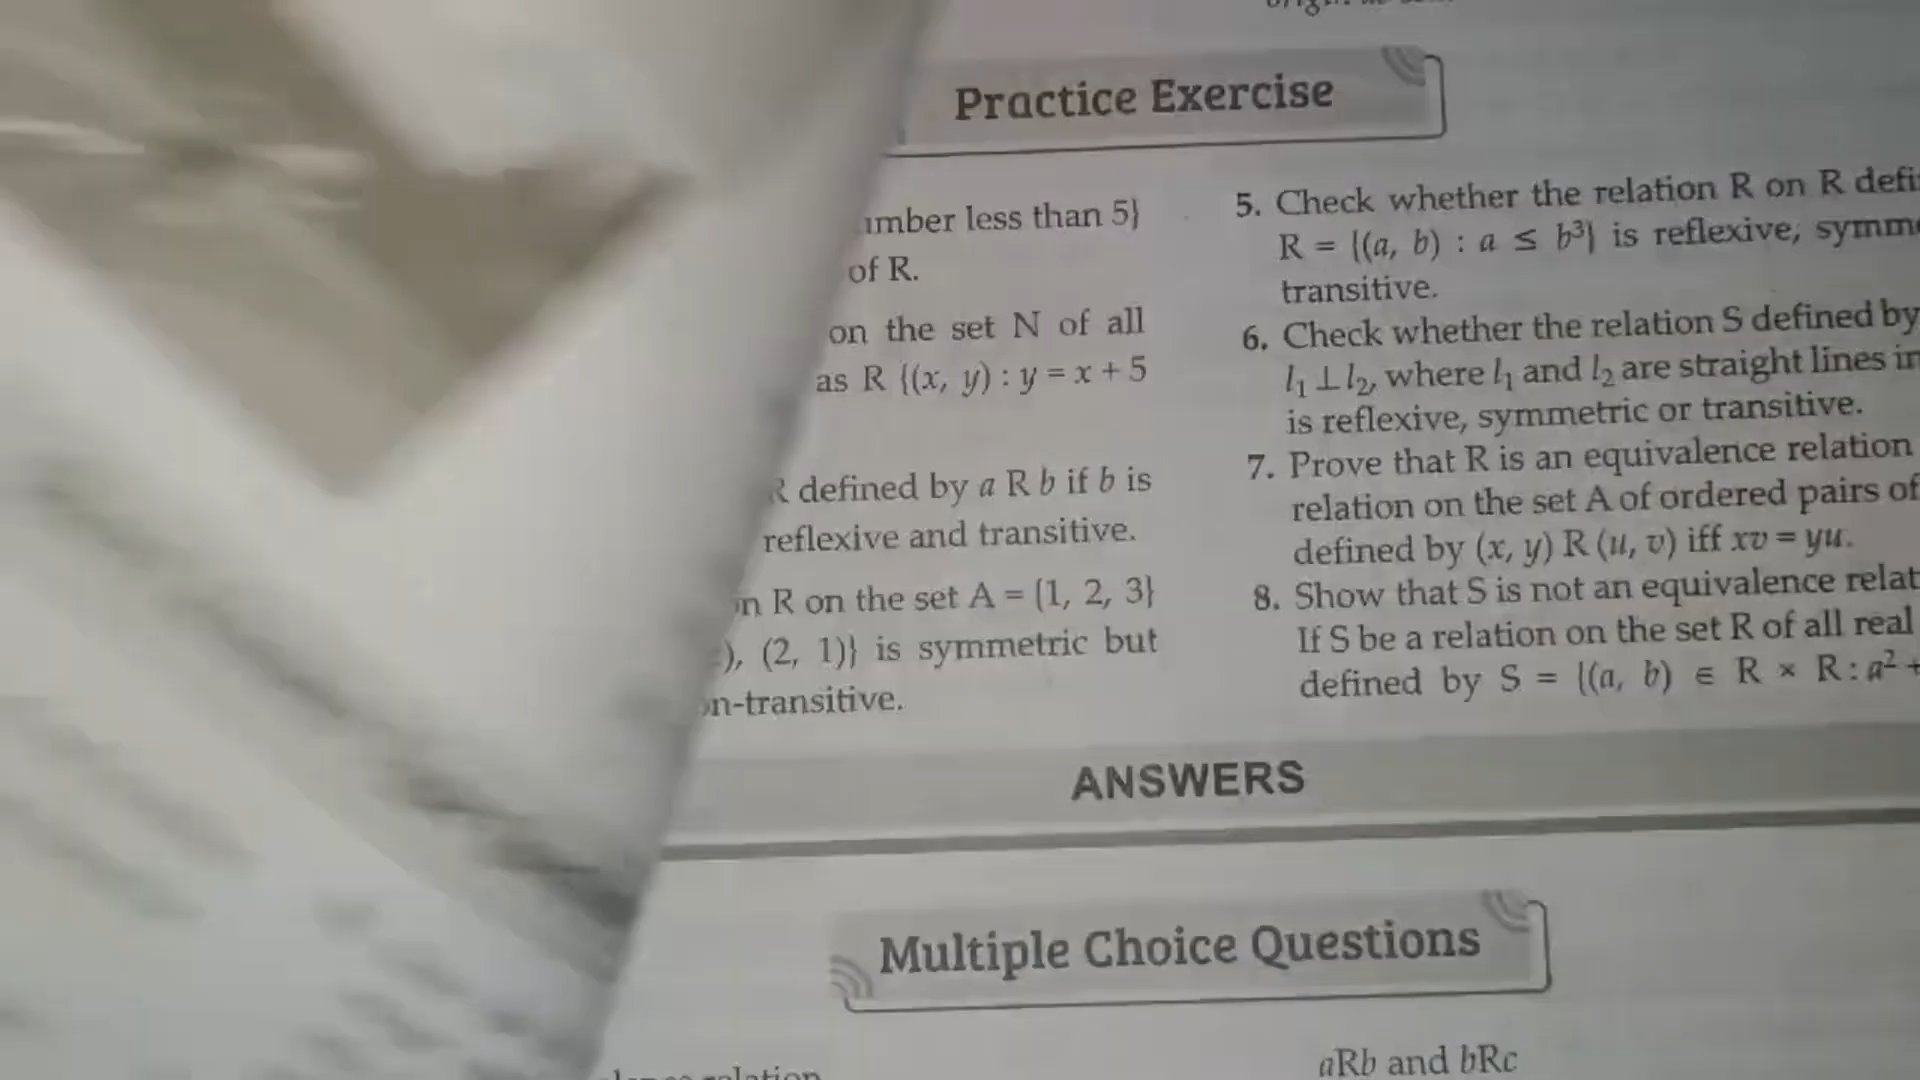 Practice Exercise
less than 5}
of R.
on the set N of all
as R {(x, y) : y = x + 5
R defined by a R b if b is
reflexive and transitive.
R on the set A = {1, 2, 3}
), (2, 1)} is symmetric but
n-transitive.
5. Check whether the relation R on R defi
R = {(a, b) : a ≤ b³} is reflexive, symm
transitive.
6. Check whether the relation S defined by
l₁ ⊥ l₂, where l₁ and l₂ are straight lines in
is reflexive, symmetric or transitive.
7. Prove that R is an equivalence relation
relation on the set A of ordered pairs of
defined by (x, y) R (u, v) iff xv = yu.
8. Show that S is not an equivalence relat
If S be a relation on the set R of all real
defined by S = {(a, b) ∈ R × R : a² +
ANSWERS
Multiple Choice Questions
relation
aRb and bRc